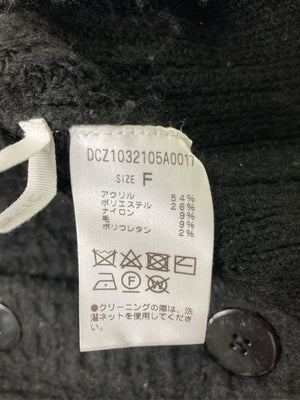 DCZ1032105A0017
SIZE F
アクリル 54%
ポリエステル 26%
ナイロン 9%
毛 9%
ポリウレタン 2%
◎クリーニングの際は、洗
濯ネットを使用してください。